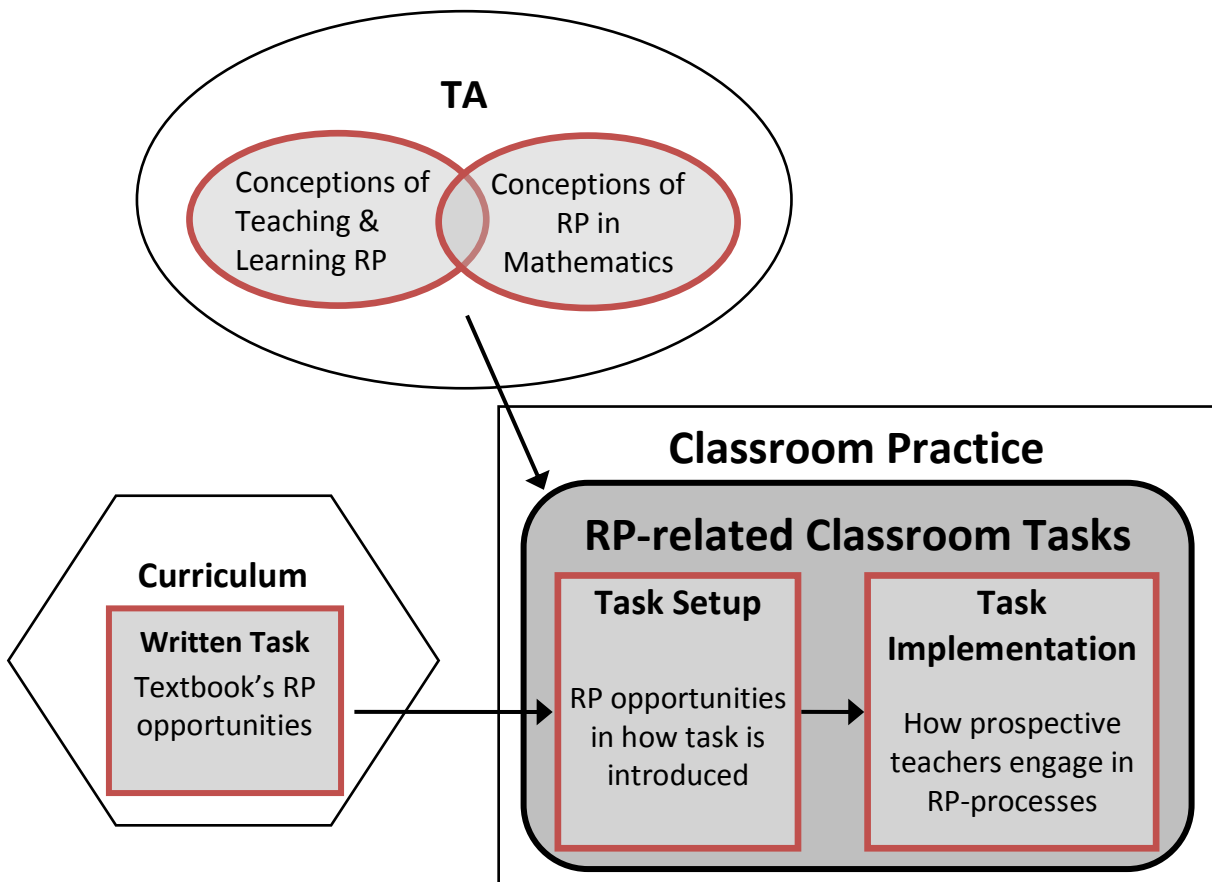 TA
Conceptions of
Teaching &
Learning RP
Conceptions of
RP in
Mathematics
Classroom Practice
RP-related Classroom Tasks
Curriculum
Written Task
Textbook's RP
opportunities
Task Setup
RP opportunities
in how task is
introduced
Task
Implementation
How prospective
teachers engage in
RP-processes